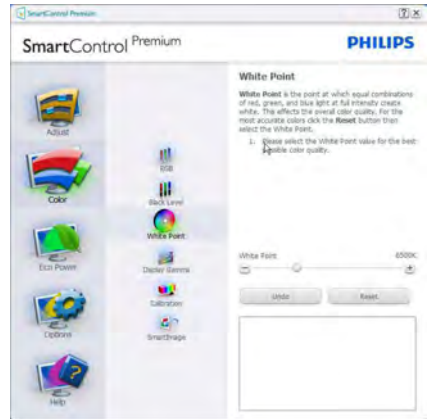 SmartControl Premium
SmartControl Premium
PHILIPS
Adjust
Color
Eco Power
Options
Help
RGB
Black Level
White Point
Display Gamma
Calibration
SmartImage
White Point
White Point is the point at which equal combinations
of red, green, and blue light at full intensity create
white. This effects the overall color quality. For the
most accurate colors click the Reset button then
select the White Point.
1. Please select the White Point value for the best
possible color quality.
White Point 6500K
Undo Reset